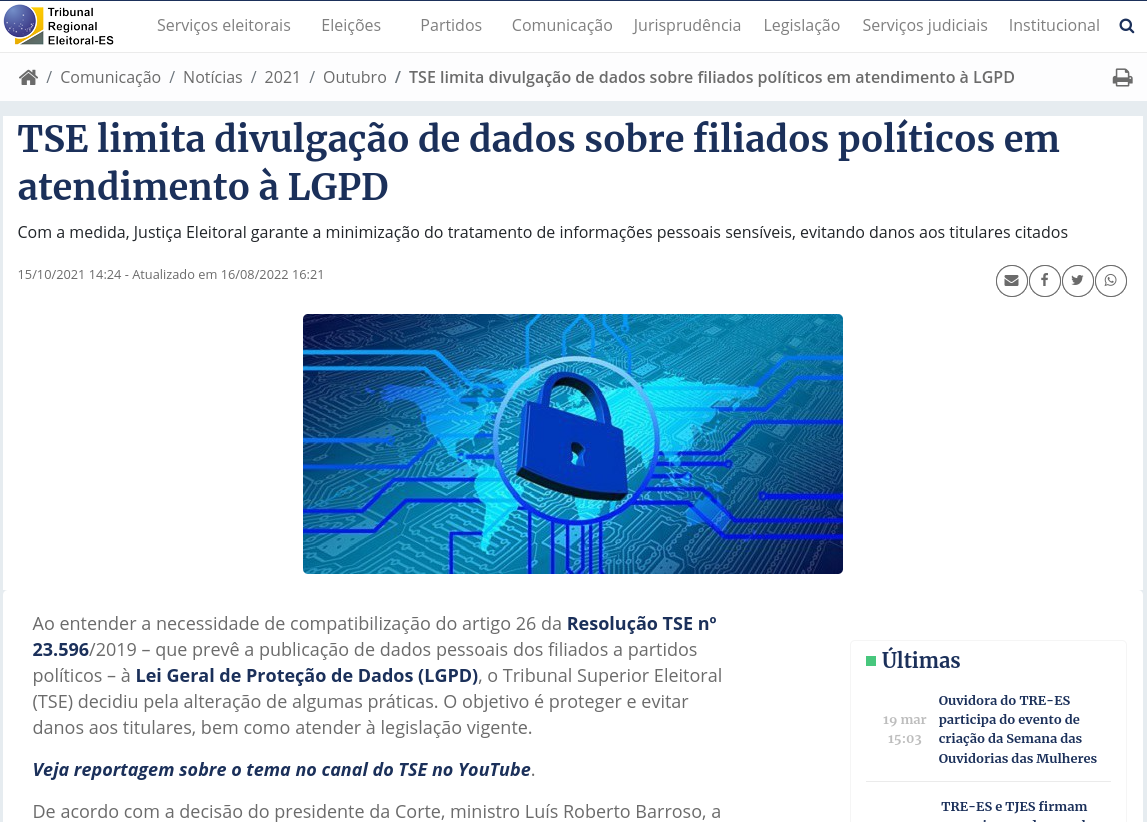 Tribunal
Regional
Eleitoral-ES
Serviços eleitorais Eleições Partidos Comunicação Jurisprudência Legislação Serviços judiciais Institucional
/ Comunicação / Notícias / 2021 / Outubro / TSE limita divulgação de dados sobre filiados políticos em atendimento à LGPD
TSE limita divulgação de dados sobre filiados políticos em
atendimento à LGPD
Com a medida, Justiça Eleitoral garante a minimização do tratamento de informações pessoais sensíveis, evitando danos aos titulares citados
15/10/2021 14:24 - Atualizado em 16/08/2022 16:21
Ao entender a necessidade de compatibilização do artigo 26 da Resolução TSE nº
23.596/2019 – que prevê a publicação de dados pessoais dos filiados a partidos
políticos – à Lei Geral de Proteção de Dados (LGPD), o Tribunal Superior Eleitoral
(TSE) decidiu pela alteração de algumas práticas. O objetivo é proteger e evitar
danos aos titulares, bem como atender à legislação vigente.
Veja reportagem sobre o tema no canal do TSE no YouTube.
De acordo com a decisão do presidente da Corte, ministro Luís Roberto Barroso, a
Últimas
19 mar
15:03
Ouvidora do TRE-ES
participa do evento de
criação da Semana das
Ouvidorias das Mulheres
TRE-ES e TJES firmam